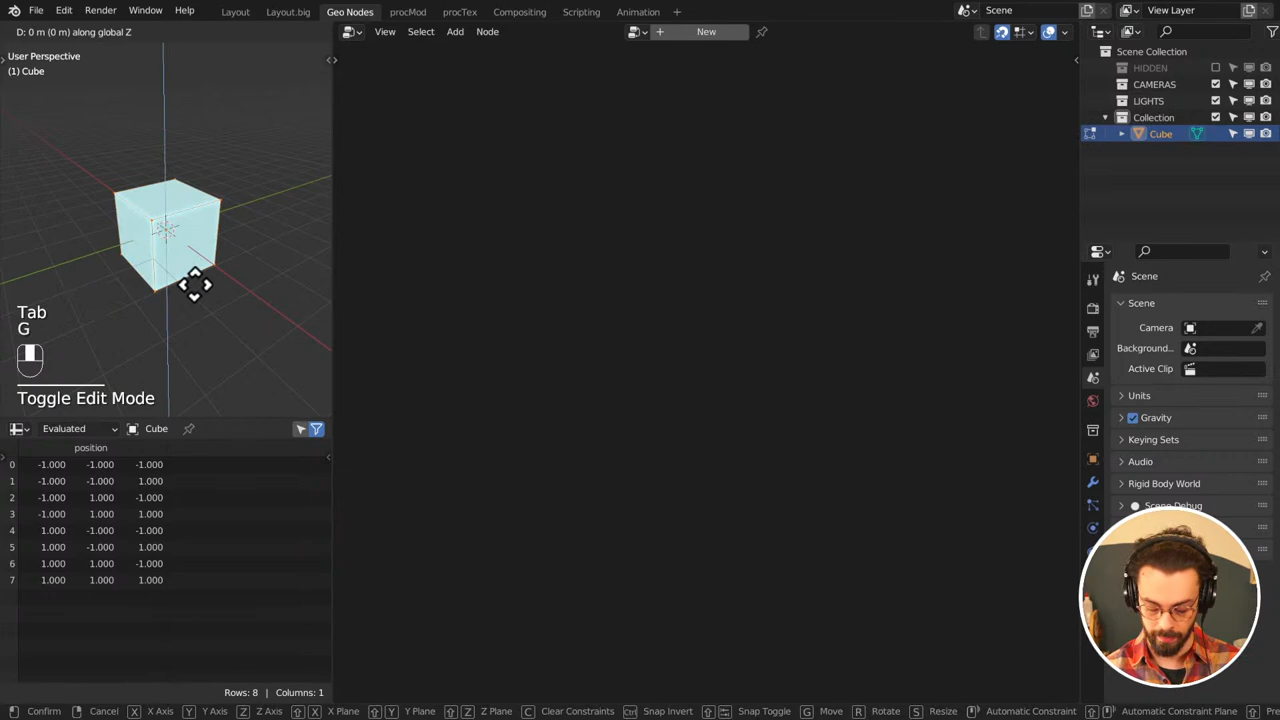 File Edit Render Window Help Layout Layout.big Geo Nodes procMod procTex Compositing Scripting Animation + Scene View Layer
D: 0 m (0 m) along global Z View Select Add Node + New
User Perspective
(1) Cube
Scene Collection
HIDDEN
CAMERAS
LIGHTS
Collection
Cube
Scene
Scene
Camera
Background...
Active Clip
Units
Gravity
Keying Sets
Audio
Rigid Body World
Scene Debug
Tab
G
Toggle Edit Mode
Evaluated Cube
position
0 -1.000 -1.000 -1.000
1 -1.000 -1.000 1.000
2 -1.000 1.000 -1.000
3 -1.000 1.000 1.000
4 1.000 -1.000 -1.000
5 1.000 -1.000 1.000
6 1.000 1.000 -1.000
7 1.000 1.000 1.000
Rows: 8 | Columns: 1
Confirm Cancel X X Axis Y Y Axis Z Z Axis X X Plane Y Y Plane Z Z Plane C Clear Constraints Ctrl Snap Invert Snap Toggle G Move R Rotate S Resize Automatic Constraint Automatic Constraint Plane